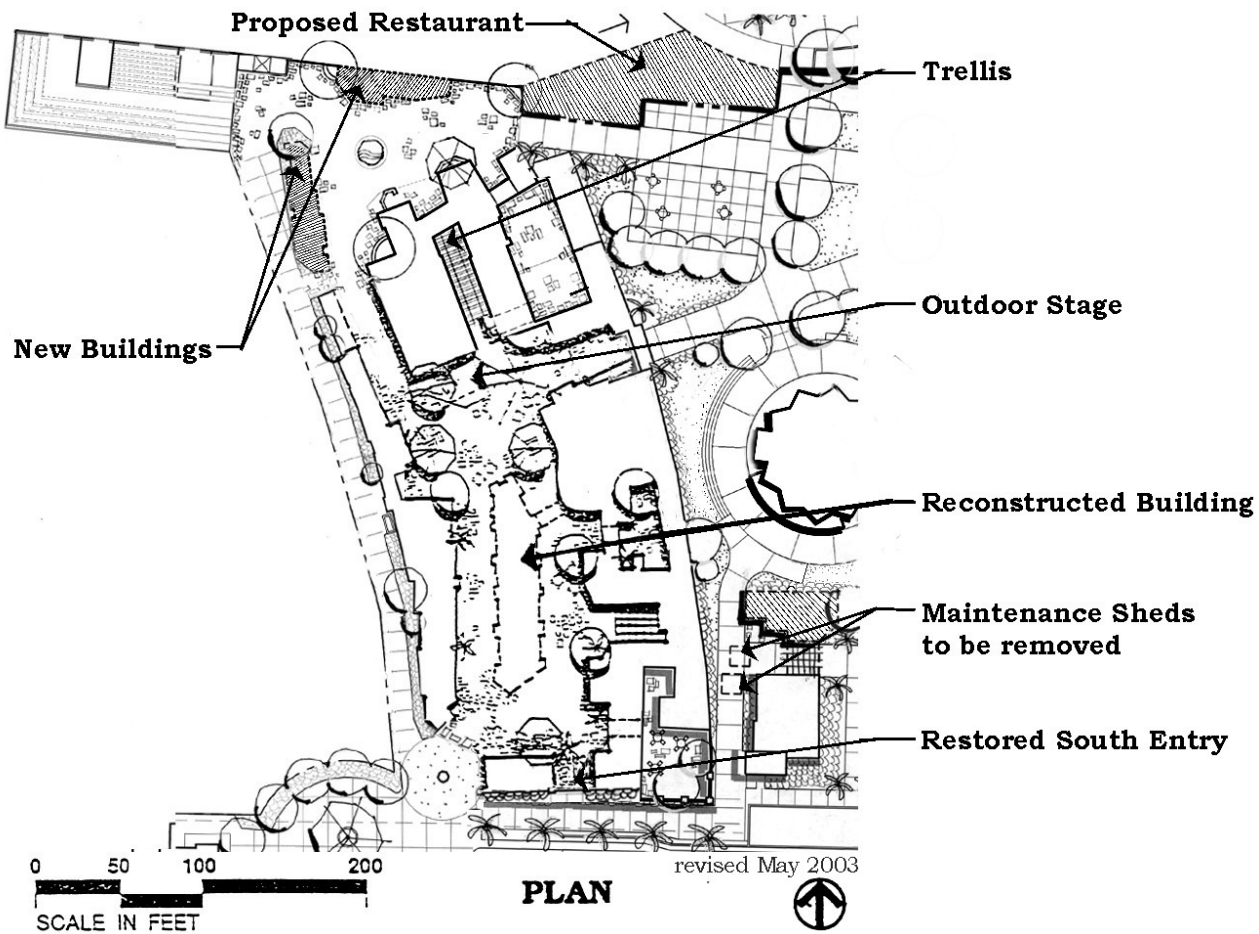 Proposed Restaurant
Trellis
Outdoor Stage
New Buildings
Reconstructed Building
Maintenance Sheds
to be removed
Restored South Entry
revised May 2003
0 50 100 200
SCALE IN FEET
PLAN